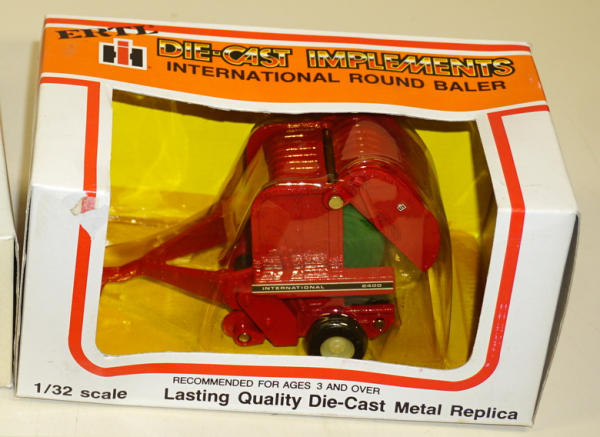 ERTL
IH
DIE-CAST IMPLEMENTS
INTERNATIONAL ROUND BALER
INTERNATIONAL 2400
1/32 scale
RECOMMENDED FOR AGES 3 AND OVER
Lasting Quality Die-Cast Metal Replica